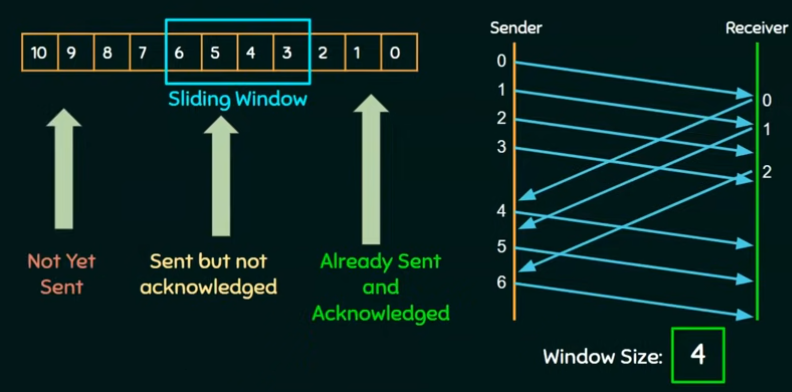 10 9 8 7 6 5 4 3 2 1 0
Sliding Window
Not Yet
Sent
Sent but not
acknowledged
Already Sent
and
Acknowledged
Sender
Receiver
0
1
2
3
4
5
6
0
1
2
Window Size: 4